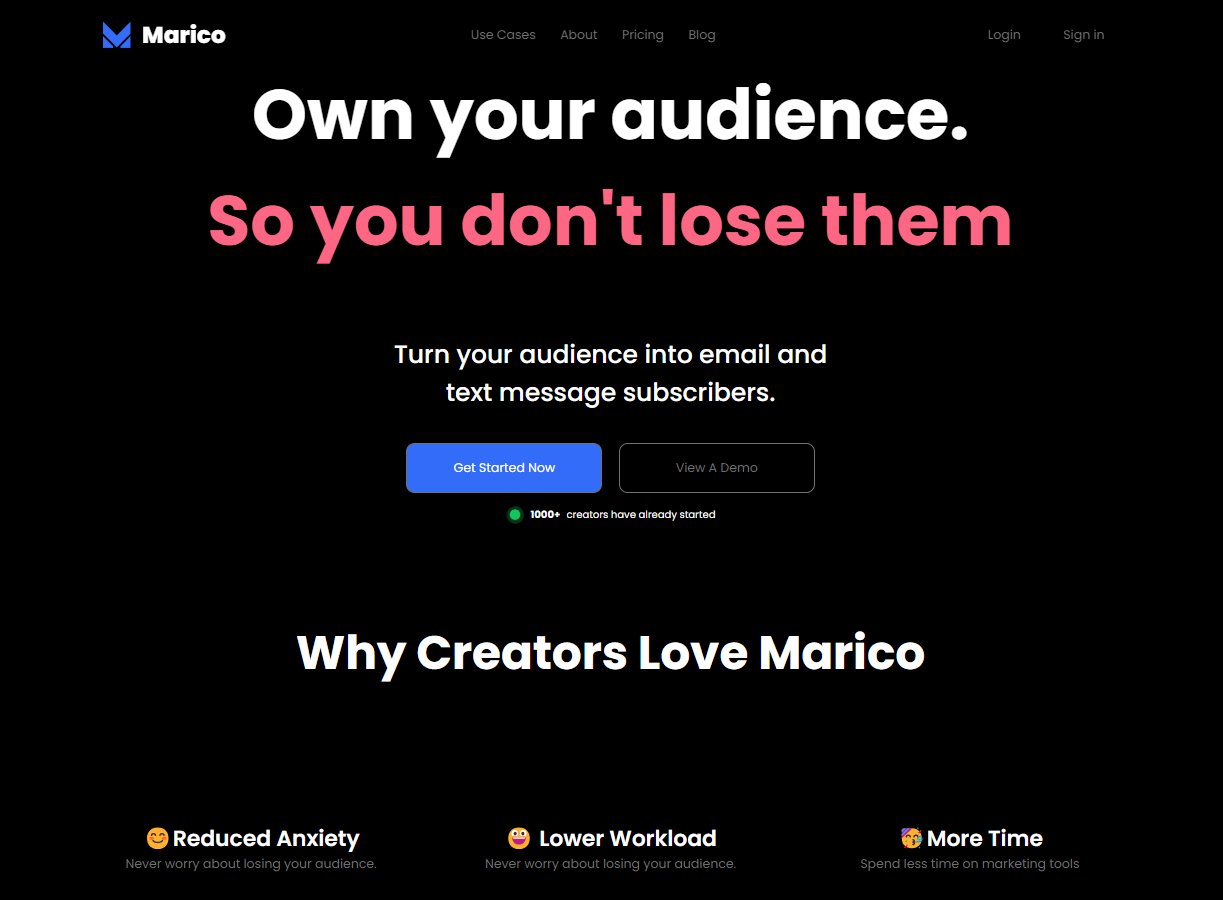 Marico
Use Cases About Pricing Blog
Login Sign in
Own your audience.
So you don't lose them
Turn your audience into email and
text message subscribers.
Get Started Now View A Demo
1000+ creators have already started
Why Creators Love Marico
Reduced Anxiety
Never worry about losing your audience.
Lower Workload
Never worry about losing your audience.
More Time
Spend less time on marketing tools